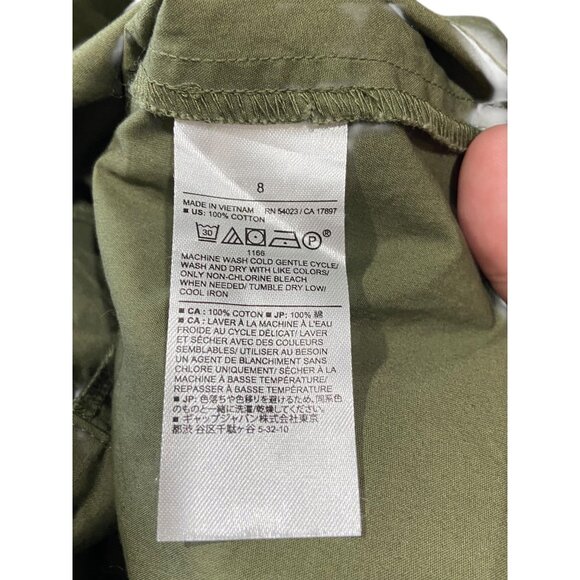 8
MADE IN VIETNAM RN 54023 / CA 17897
■ US: 100% COTTON
30 P ®
1166
MACHINE WASH COLD GENTLE CYCLE/
WASH AND DRY WITH LIKE COLORS/
ONLY NON-CHLORINE BLEACH
WHEN NEEDED/ TUMBLE DRY LOW/
COOL IRON
■ CA : 100% COTTON ■ JP: 100% 綿
■ CA : LAVER À LA MACHINE À L'EAU
FROIDE AU CYCLE DÉLICAT/ LAVER
ET SÉCHER AVEC DES COULEURS
SEMBLABLES/ UTILISER AU BESOIN
UN AGENT DE BLANCHIMENT SANS
CHLORE UNIQUEMENT/ SÉCHER À LA
MACHINE À BASSE TEMPÉRATURE/
REPASSER À BASSE TEMPÉRATURE
■ JP: 色落ちや色移りを避けるため、同系色
のものと一緒に洗濯/乾燥してください
■ ギャップジャパン株式会社東京
都渋 谷区千駄ヶ谷 5-32-10